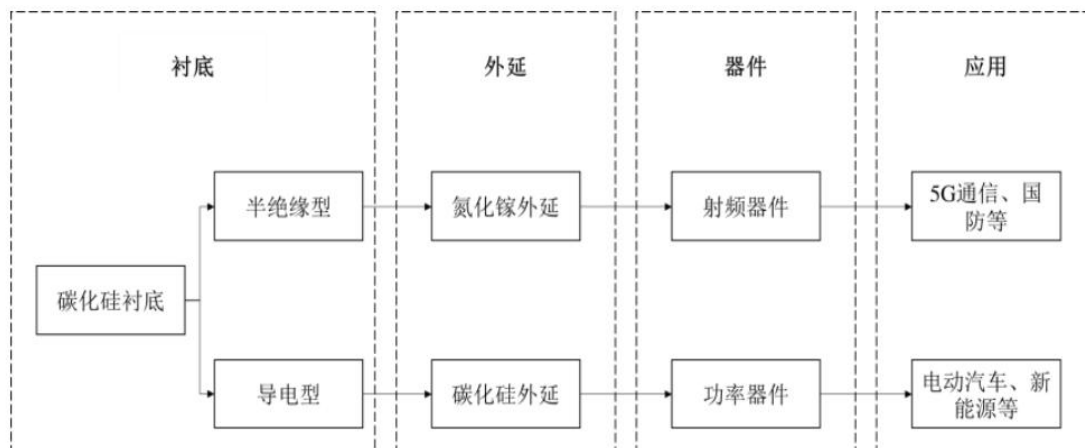 衬底
外延
器件
应用
半绝缘型
氮化镓外延
射频器件
5G通信、国
防等
碳化硅衬底
导电型
碳化硅外延
功率器件
电动汽车、新
能源等